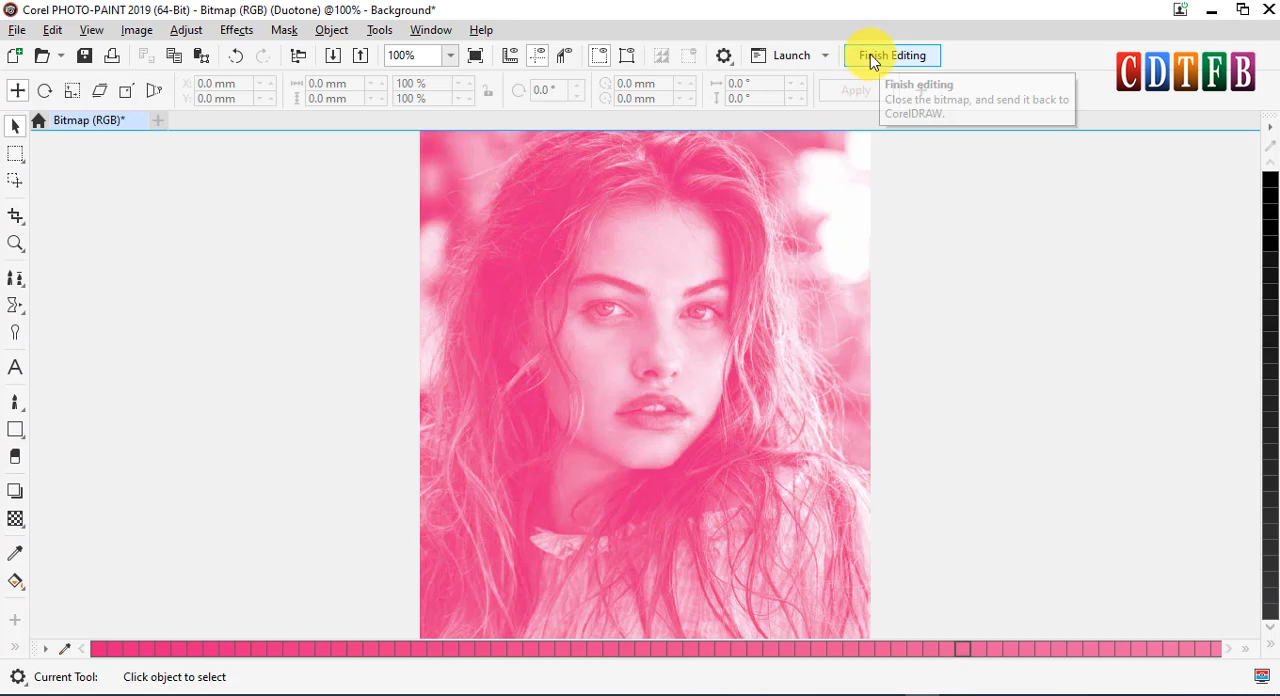 Corel PHOTO-PAINT 2019 (64-Bit) - Bitmap (RGB) (Duotone) @100% - Background*
File Edit View Image Adjust Effects Mask Object Tools Window Help
100% Launch Finish Editing
CDTFB
X: 0.0 mm 0.0 mm 100 % 0.0 ° 0.0 mm 0.0 ° Apply
Y: 0.0 mm 0.0 mm 100 % 0.0 mm 0.0 °
Finish editing
Close the bitmap, and send it back to
CorelDRAW.
Bitmap (RGB)*
Current Tool: Click object to select